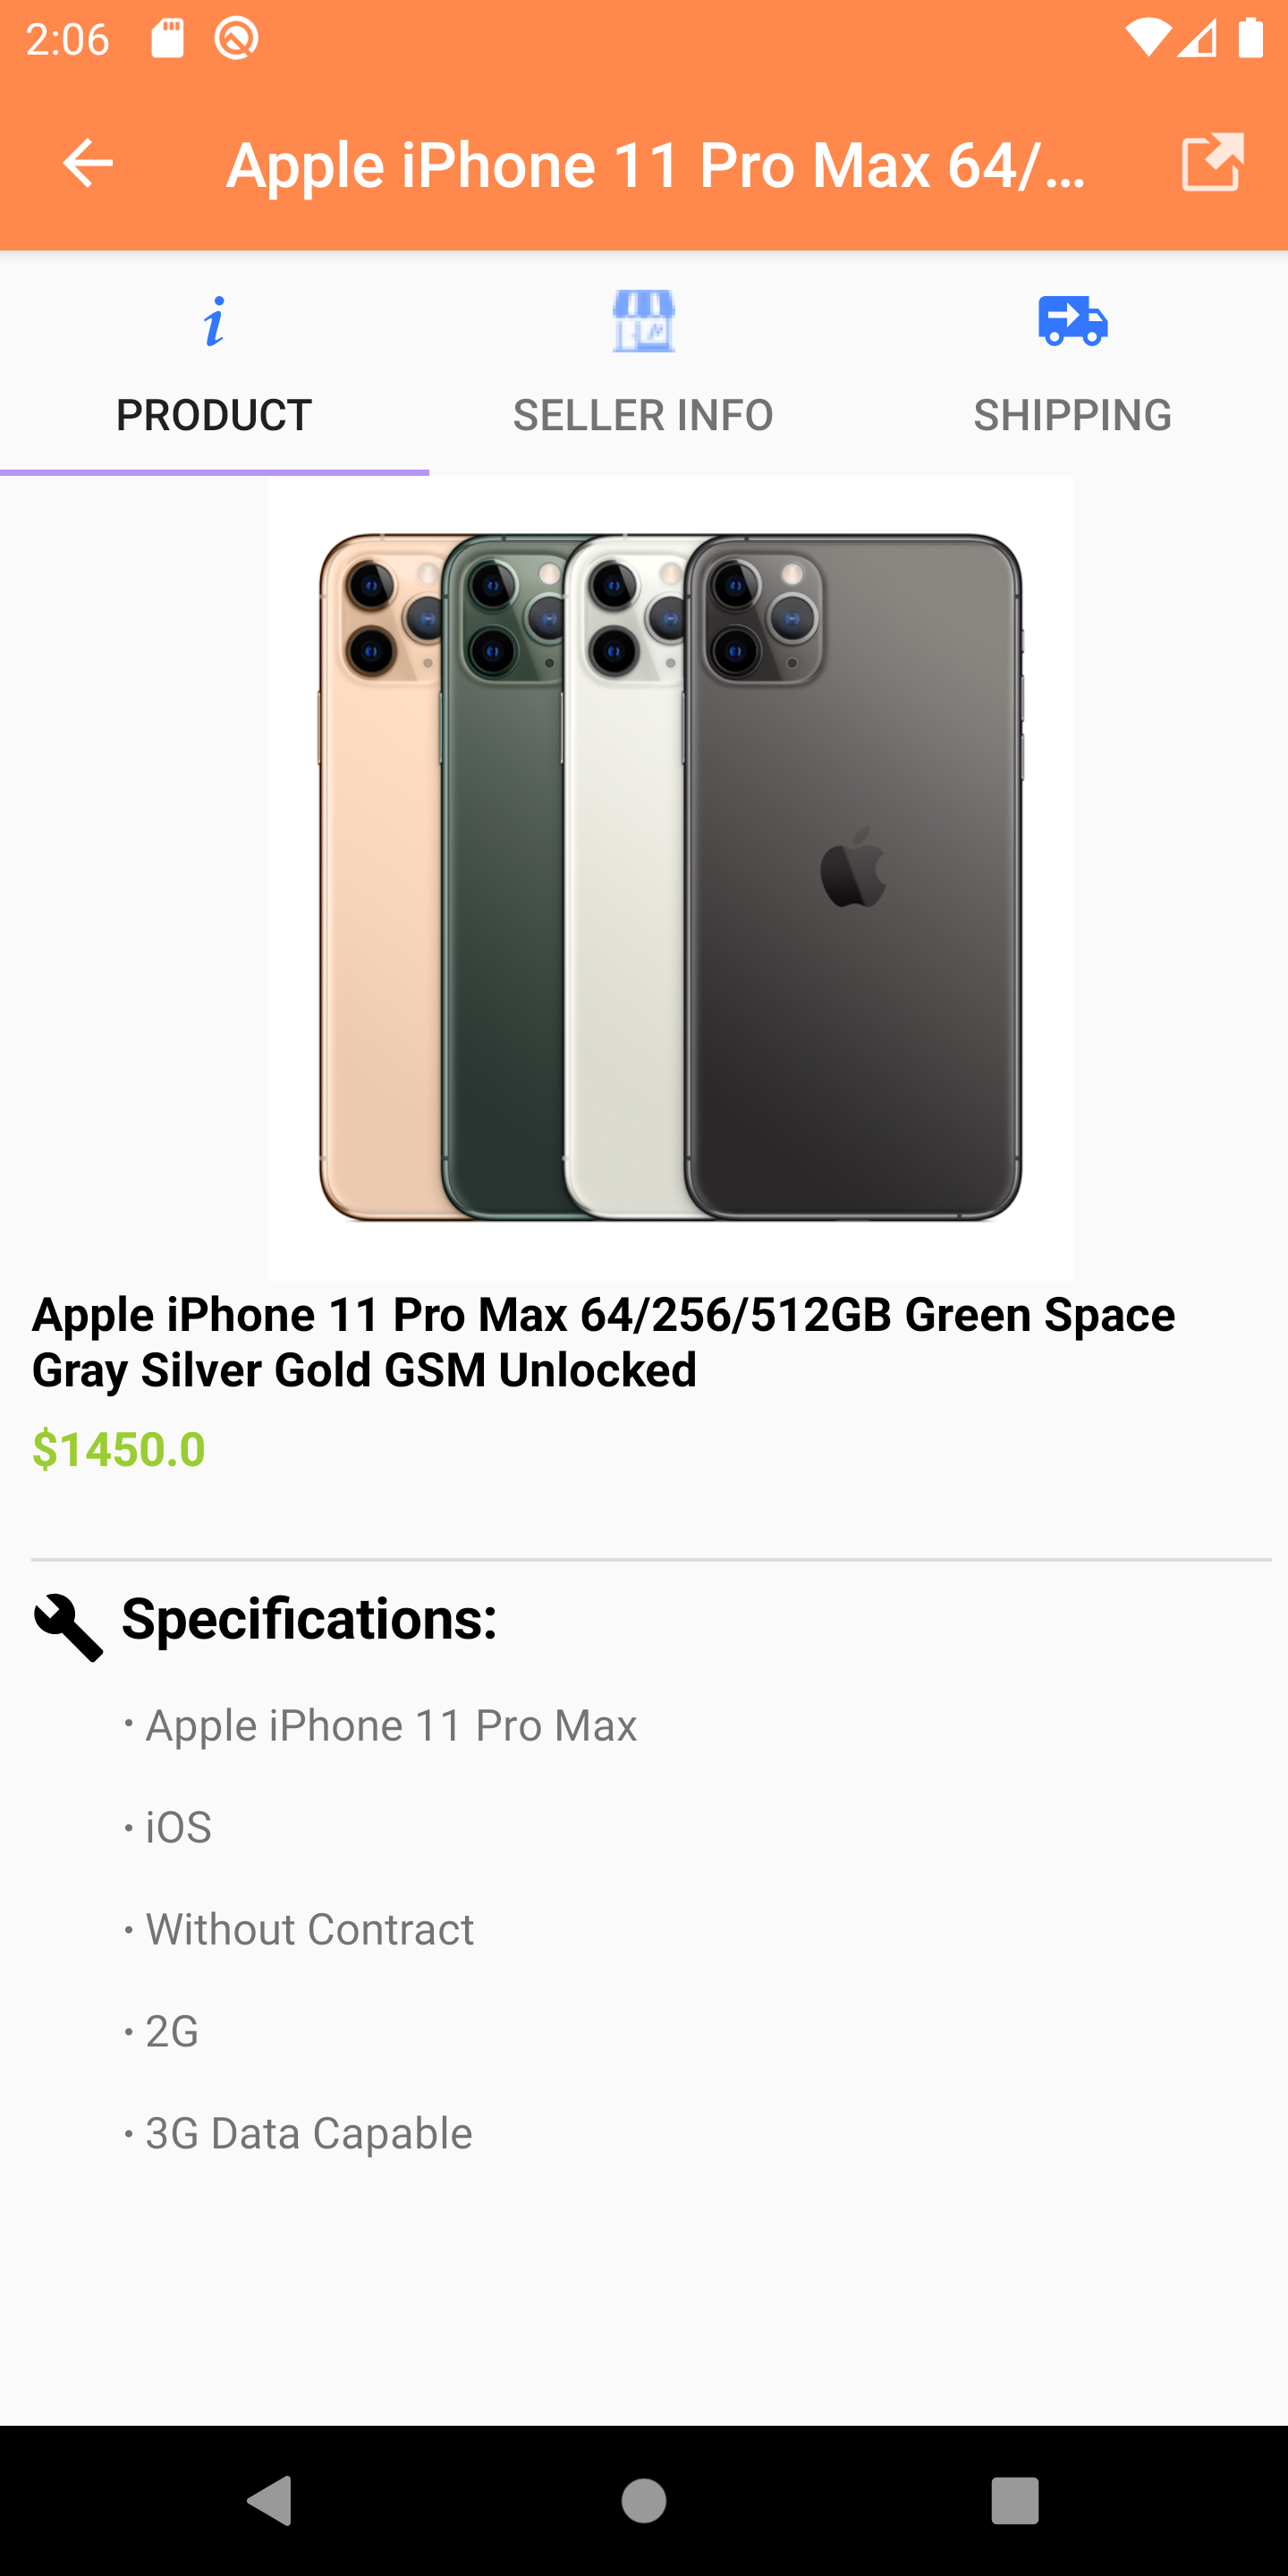 2:06
Apple iPhone 11 Pro Max 64/...
PRODUCT
SELLER INFO
SHIPPING
Apple iPhone 11 Pro Max 64/256/512GB Green Space
Gray Silver Gold GSM Unlocked
$1450.0
Specifications:
• Apple iPhone 11 Pro Max
• iOS
• Without Contract
• 2G
• 3G Data Capable